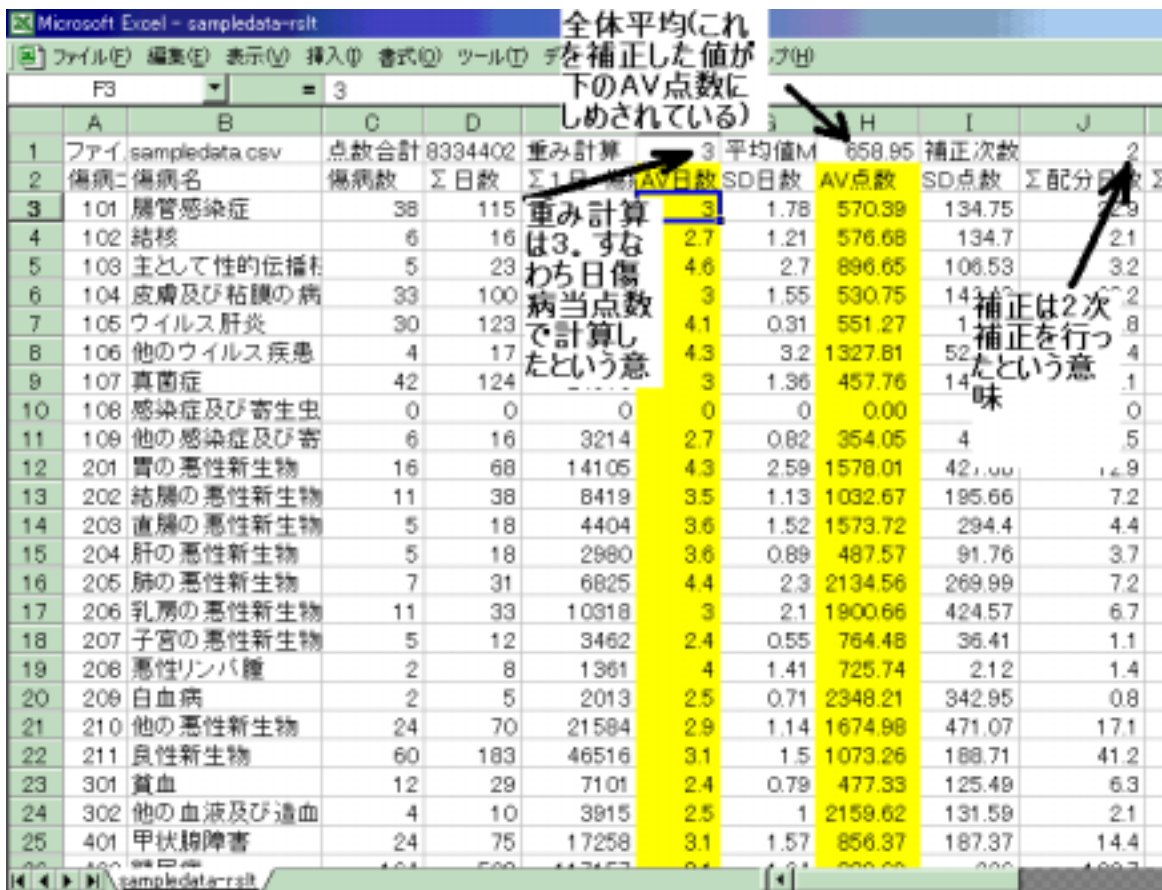 Microsoft Excel - sampledata-rslt
ファイル(F) 編集(E) 表示(V) 挿入(I) 書式(O) ツール(T) デ プ(H)
全体平均(これ
を補正した値が
下のAV点数に
しめされている)
F3 = 3
A B C D H I J
1 ファイ sampledata.csv 点数合計 8334402 重み計算 3 平均値M 658.95 補正次数 2
2 傷病コ 傷病名 傷病数 Σ日数 Σ1日 AV日数 SD日数 AV点数 SD点数 Σ配分日数 Σ
3 101 腸管感染症 38 115 3 1.78 570.39 134.75
4 102 結核 6 16 2.7 1.21 576.68 134.7 2.1
5 103 主として性的伝播 5 23 4.6 2.7 896.65 106.53 3.2
6 104 皮膚及び粘膜の病 33 100 3 1.55 530.75
7 105 ウイルス肝炎 30 123 4.1 0.31 551.27
8 106 他のウイルス疾患 4 17 4.3 3.2 1327.81
9 107 真菌症 42 124 3 1.36 457.76
10 108 感染症及び寄生虫 0 0 0 0 0 0.00 0
11 109 他の感染症及び寄 6 16 3214 2.7 0.82 354.05
12 201 胃の悪性新生物 16 68 14105 4.3 2.59 1578.01
13 202 結腸の悪性新生物 11 38 8419 3.5 1.13 1032.67 195.66 7.2
14 203 直腸の悪性新生物 5 18 4404 3.6 1.52 1573.72 294.4 4.4
15 204 肝の悪性新生物 5 18 2980 3.6 0.89 487.57 91.76 3.7
16 205 肺の悪性新生物 7 31 6825 4.4 2.3 2134.56 269.99 7.2
17 206 乳房の悪性新生物 11 33 10318 3 2.1 1900.66 424.57 6.7
18 207 子宮の悪性新生物 5 12 3462 2.4 0.55 764.48 36.41 1.1
19 208 悪性リンパ腫 2 8 1361 4 1.41 725.74 2.12 1.4
20 209 白血病 2 5 2013 2.5 0.71 2348.21 342.95 0.8
21 210 他の悪性新生物 24 70 21584 2.9 1.14 1674.98 471.07 17.1
22 211 良性新生物 60 183 46516 3.1 1.5 1073.26 188.71 41.2
23 301 貧血 12 29 7101 2.4 0.79 477.33 125.49 6.3
24 302 他の血液及び造血 4 10 3915 2.5 1 2159.62 131.59 2.1
25 401 甲状腺障害 24 75 17258 3.1 1.57 856.37 187.37 14.4
重み計算
は3。すな
わち日傷
病当点数
で計算し
たという意
補正は2次
補正を行っ
たという意
味
sampledata-rslt